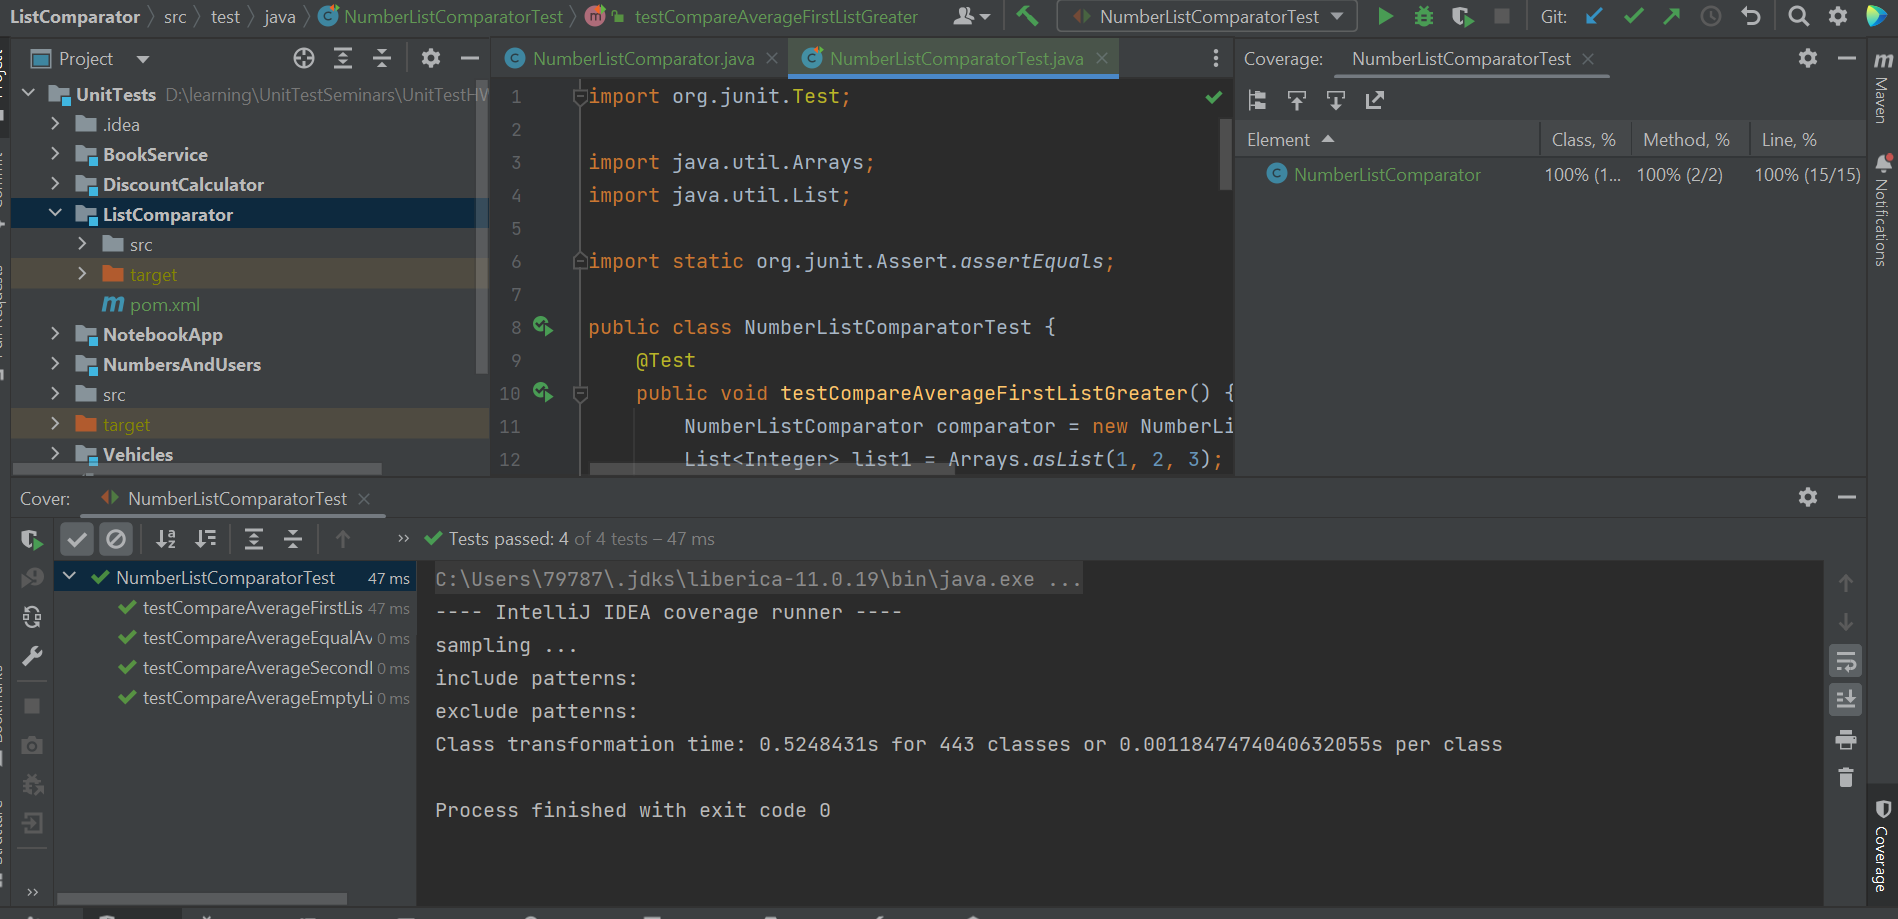 ListComparator src test java NumberListComparatorTest testCompareAverageFirstListGreater NumberListComparatorTest Git:
Project
UnitTests D:\learning\UnitTestSeminars\UnitTestHW
.idea
BookService
DiscountCalculator
ListComparator
src
target
pom.xml
NotebookApp
NumbersAndUsers
src
target
Vehicles
NumberListComparator.java NumberListComparatorTest.java
1 import org.junit.Test;
2
3 import java.util.Arrays;
4 import java.util.List;
5
6 import static org.junit.Assert.assertEquals;
7
8 public class NumberListComparatorTest {
9 @Test
10 public void testCompareAverageFirstListGreater() {
11 NumberListComparator comparator = new NumberLi
12 List<Integer> list1 = Arrays.asList(1, 2, 3);
Coverage: NumberListComparatorTest
Element Class, % Method, % Line, %
NumberListComparator 100% (1... 100% (2/2) 100% (15/15)
Maven
Notifications
Coverage
Cover: NumberListComparatorTest
Tests passed: 4 of 4 tests – 47 ms
NumberListComparatorTest 47 ms
testCompareAverageFirstLis 47 ms
testCompareAverageEqualAv 0 ms
testCompareAverageSecondl 0 ms
testCompareAverageEmptyLi 0 ms
C:\Users\79787\.jdks\liberica-11.0.19\bin\java.exe ...
---- IntelliJ IDEA coverage runner ----
sampling ...
include patterns:
exclude patterns:
Class transformation time: 0.5248431s for 443 classes or 0.0011847474040632055s per class
Process finished with exit code 0